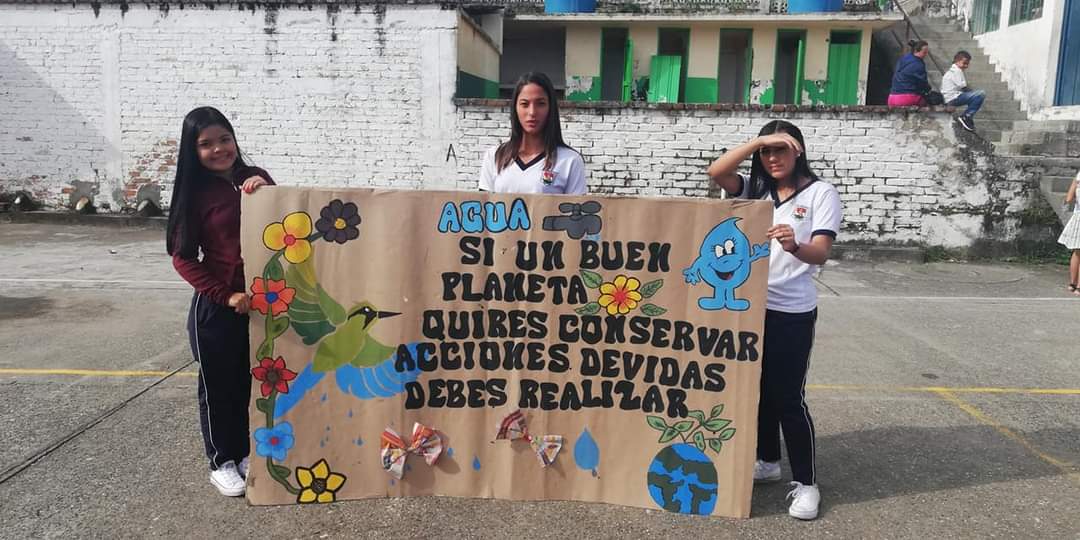 AGUA
SI UN BUEN
PLANETA
QUIRES CONSERVAR
ACCIONES DEVIDAS
DEBES REALIZAR
A